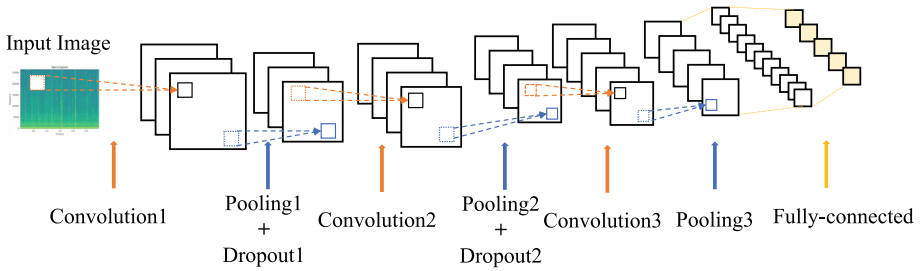 Input Image
Convolution1
Pooling1
+
Dropout1
Convolution2
Pooling2
+
Dropout2
Convolution3
Pooling3
Fully-connected